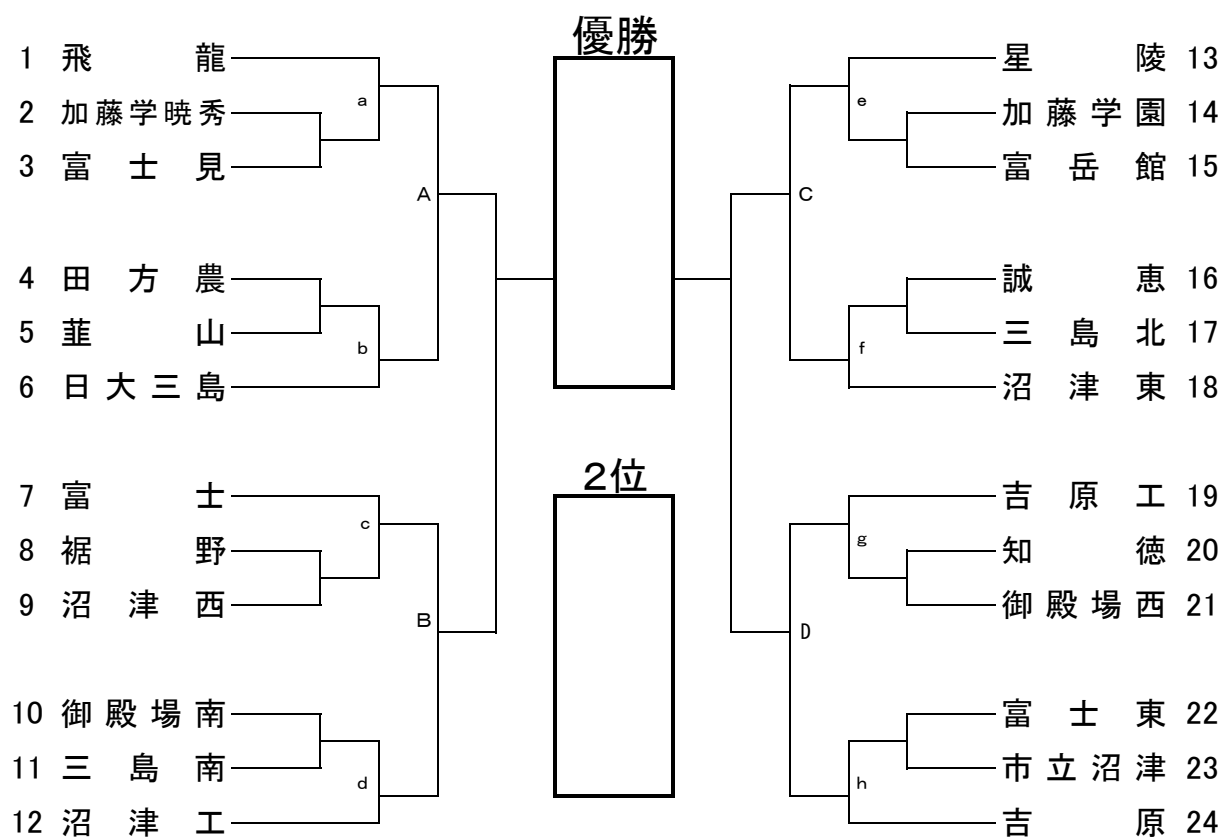 優勝
1 飛龍
2 加藤学暁秀
3 富士見
a
A
4 田方農
5 韮山
6 日大三島
b
7 富士
8 裾野
9 沼津西
c
B
10 御殿場南
11 三島南
12 沼津工
d
2位
星陵 13
加藤学園 14
富岳館 15
e
C
誠恵 16
三島北 17
沼津東 18
f
吉原工 19
知徳 20
御殿場西 21
g
D
富士東 22
市立沼津 23
吉原 24
h